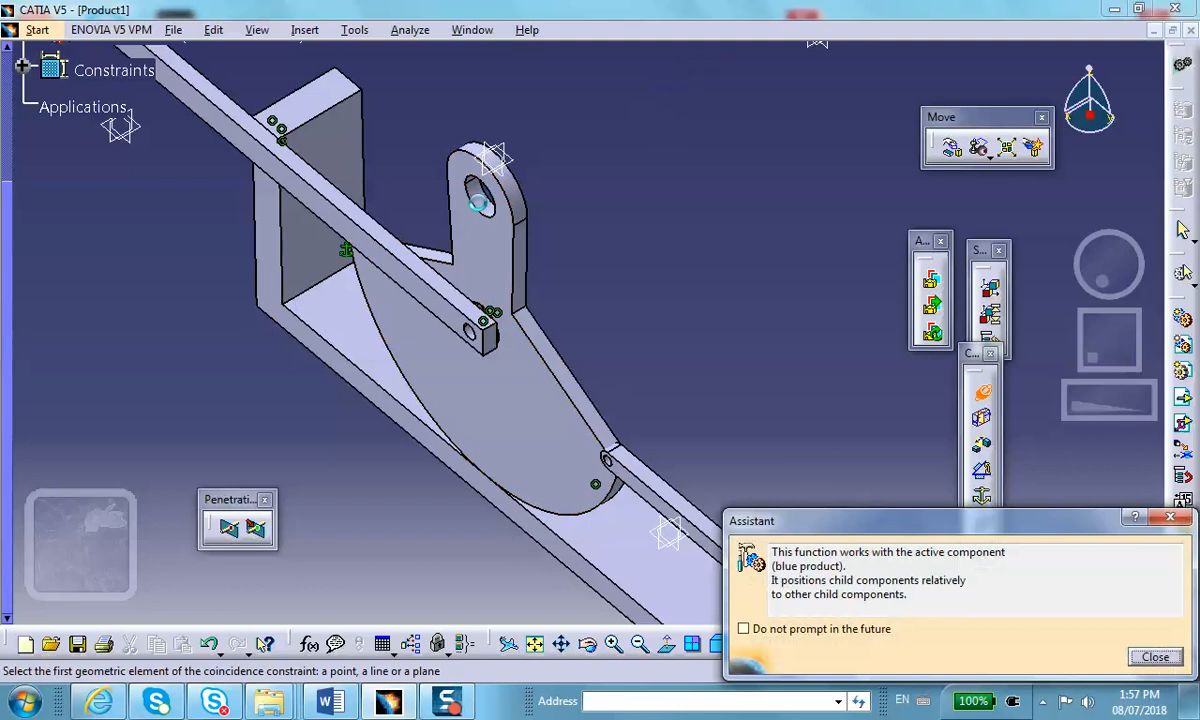 CATIA V5 - [Product1]
Start ENOVIA V5 VPM File Edit View Insert Tools Analyze Window Help
Constraints
Applications
Move
A...
S...
C...
Penetrati...
Assistant
This function works with the active component
(blue product).
It positions child components relatively
to other child components.
Do not prompt in the future
Close
f(x)
Select the first geometric element of the coincidence constraint: a point, a line or a plane
Address
EN
100%
1:57 PM
08/07/2018